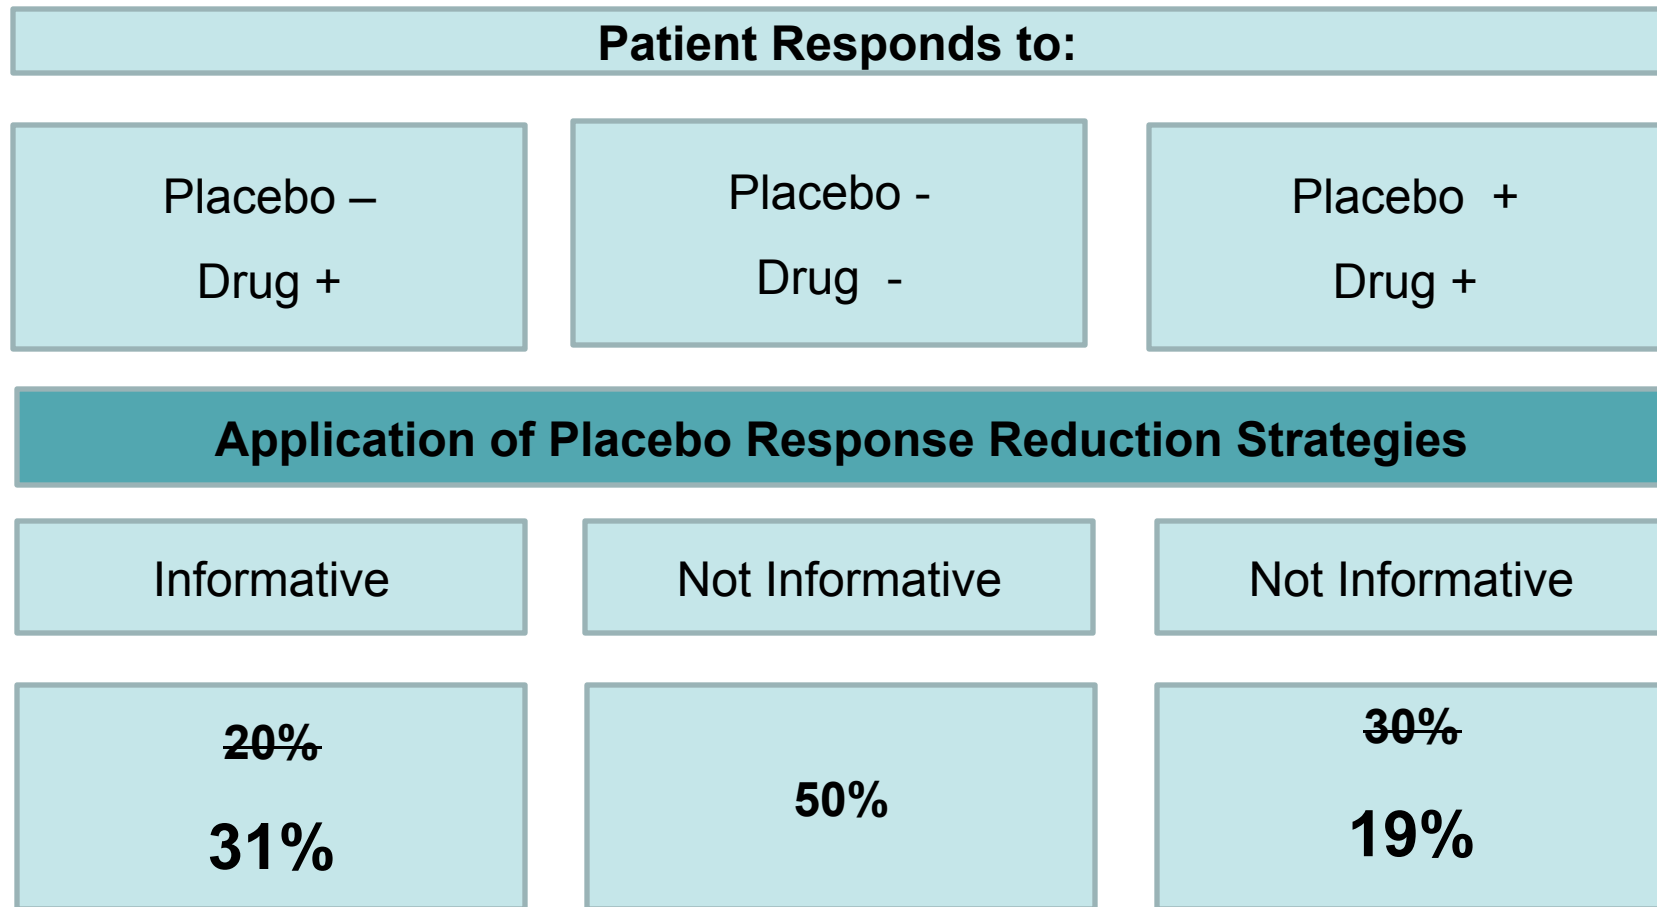 Patient Responds to:
Placebo –
Drug +
Placebo -
Drug  -
Placebo  +
Drug +
Application of Placebo Response Reduction Strategies
Informative
Not Informative
Not Informative
20%
31%
50%
30%
19%